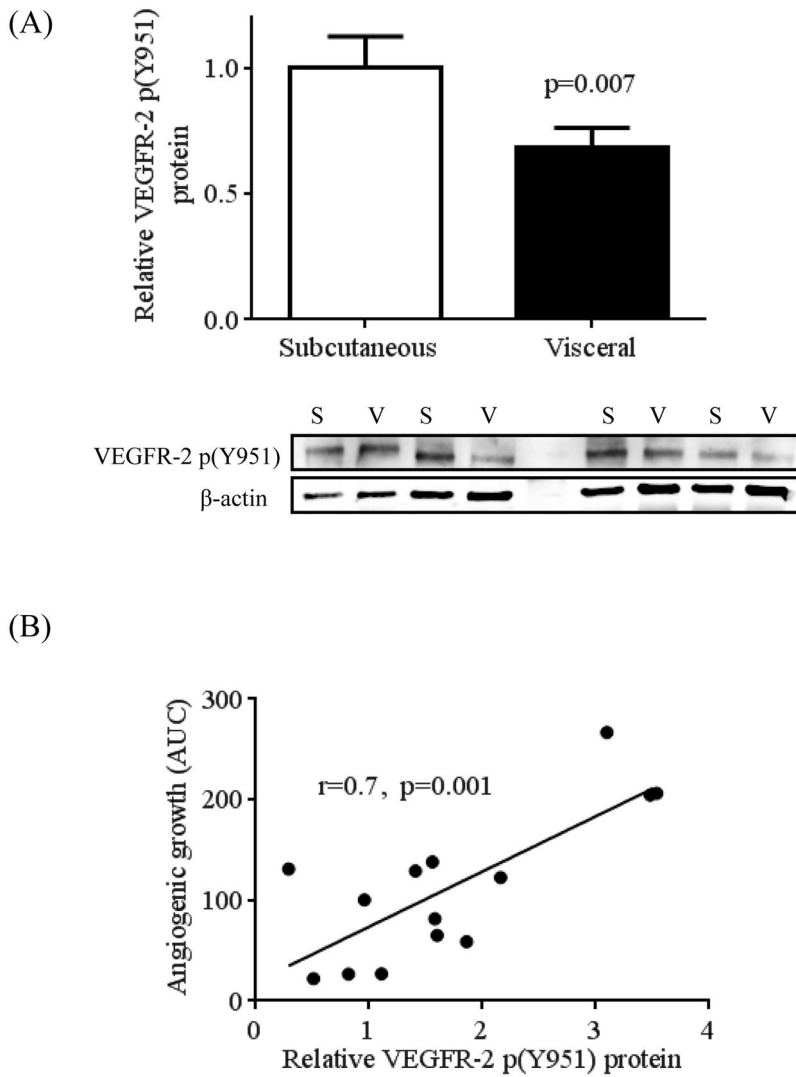 (A)
Relative VEGFR-2 p(Y951)
protein
1.0
0.5
0.0
p=0.007
Subcutaneous Visceral
S V S V S V S V
VEGFR-2 p(Y951)
β-actin
(B)
Angiogenic growth (AUC)
300
200
100
0
r=0.7, p=0.001
0 1 2 3 4
Relative VEGFR-2 p(Y951) protein